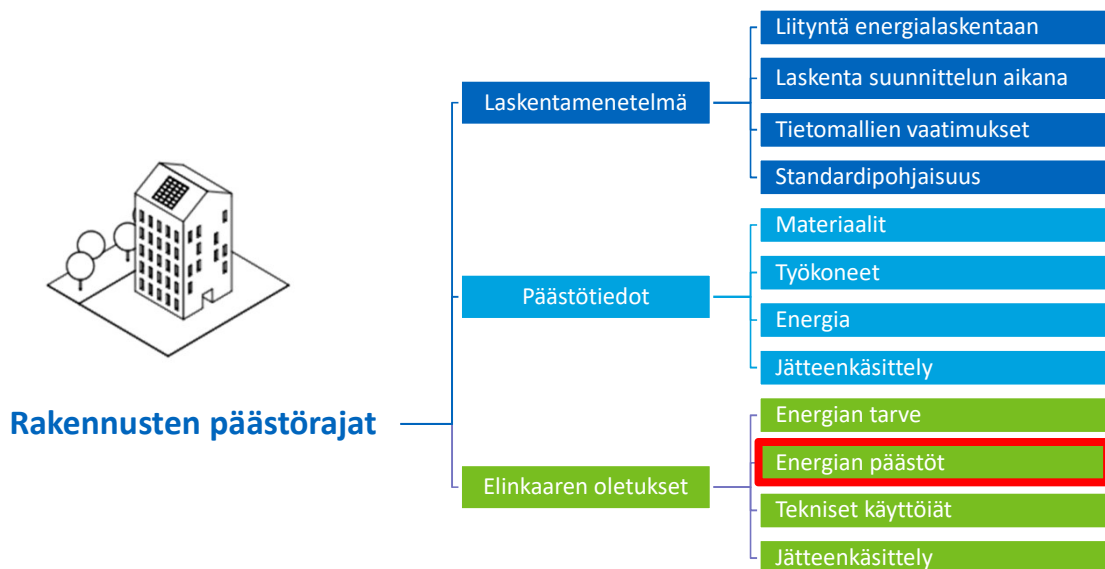 Rakennusten päästörajat
Laskentamenetelmä
Liityntä energialaskentaan
Laskenta suunnittelun aikana
Tietomallien vaatimukset
Standardipohjaisuus
Päästötiedot
Materiaalit
Työkoneet
Energia
Jätteenkäsittely
Elinkaaren oletukset
Energian tarve
Energian päästöt
Tekniset käyttöiät
Jätteenkäsittely